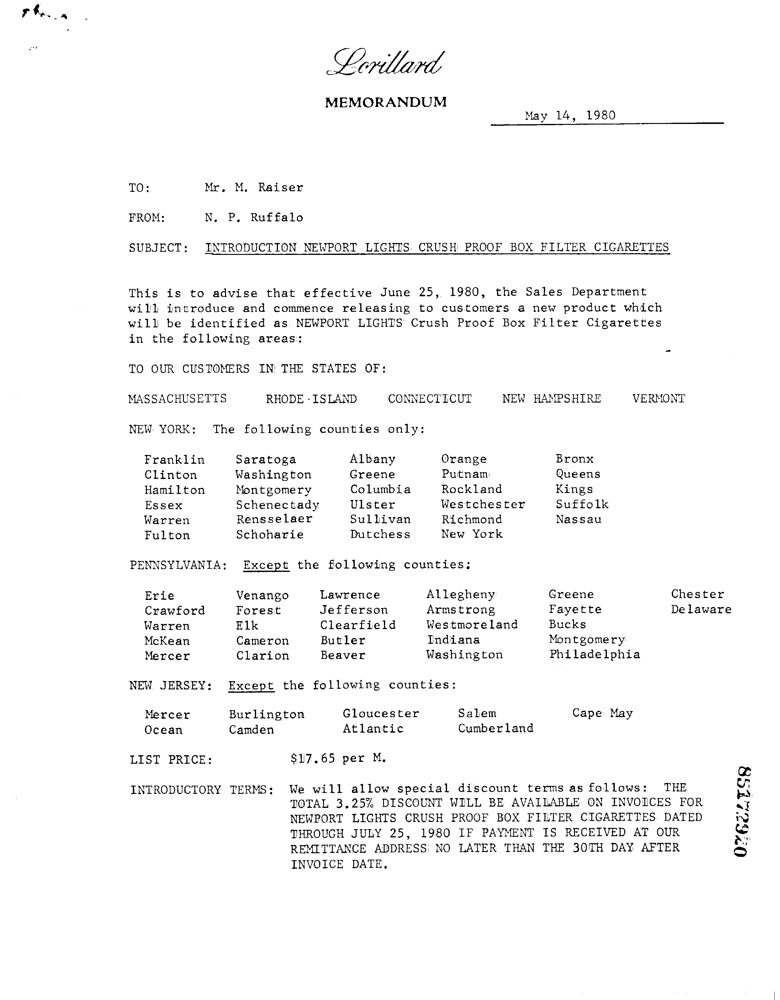 Lorillard
MEMORANDUM
May 14, 1980
TO: Mr. M. Raiser
FROM: N. P. Ruffalo
SUBJECT: INTRODUCTION NEWPORT LIGHTS CRUSH PROOF BOX FILTER CIGARETTES
This is to advise that effective June 25, 1980, the Sales Department
will introduce and commence releasing to customers a new product which
will be identified as NEWPORT LIGHTS Crush Proof Box Filter Cigarettes
in the following areas:
TO OUR CUSTOMERS IN THE STATES OF:
MASSACHUSETTS RHODE ISLAND CONNECTICUT NEW HAMPSHIRE VERMONT
NEW YORK: The following counties only:
Franklin Saratoga Albany Orange Bronx
Clinton Washington Greene Putnam Queens
Hamilton Montgomery Columbia Rockland Kings
Essex Schenectady Ulster Westchester Suffolk
Warren Rensselaer Sullivan Richmond Nassau
Fulton Schoharie Dutchess New York
PENNSYLVANIA: Except the following counties:
Erie Venango Lawrence Allegheny Greene Chester
Crawford Forest Jefferson Armstrong Fayette Delaware
Warren Elk Clearfield Westmoreland Bucks
McKean Cameron Butler Indiana Montgomery
Mercer Clarion Beaver Washington Philadelphia
NEW JERSEY: Except the following counties:
Mercer Burlington Gloucester Salem Cape May
Ocean Camden Atlantic Cumberland
LIST PRICE: $17.65 per M.
INTRODUCTORY TERMS: We will allow special discount terms as follows: THE
TOTAL 3.25% DISCOUNT WILL BE AVAILABLE ON INVOICES FOR
NEWPORT LIGHTS CRUSH PROOF BOX FILTER CIGARETTES DATED
THROUGH JULY 25, 1980 IF PAYMENT IS RECEIVED AT OUR
REMITTANCE ADDRESS NO LATER THAN THE 30TH DAY AFTER
INVOICE DATE.
85172920